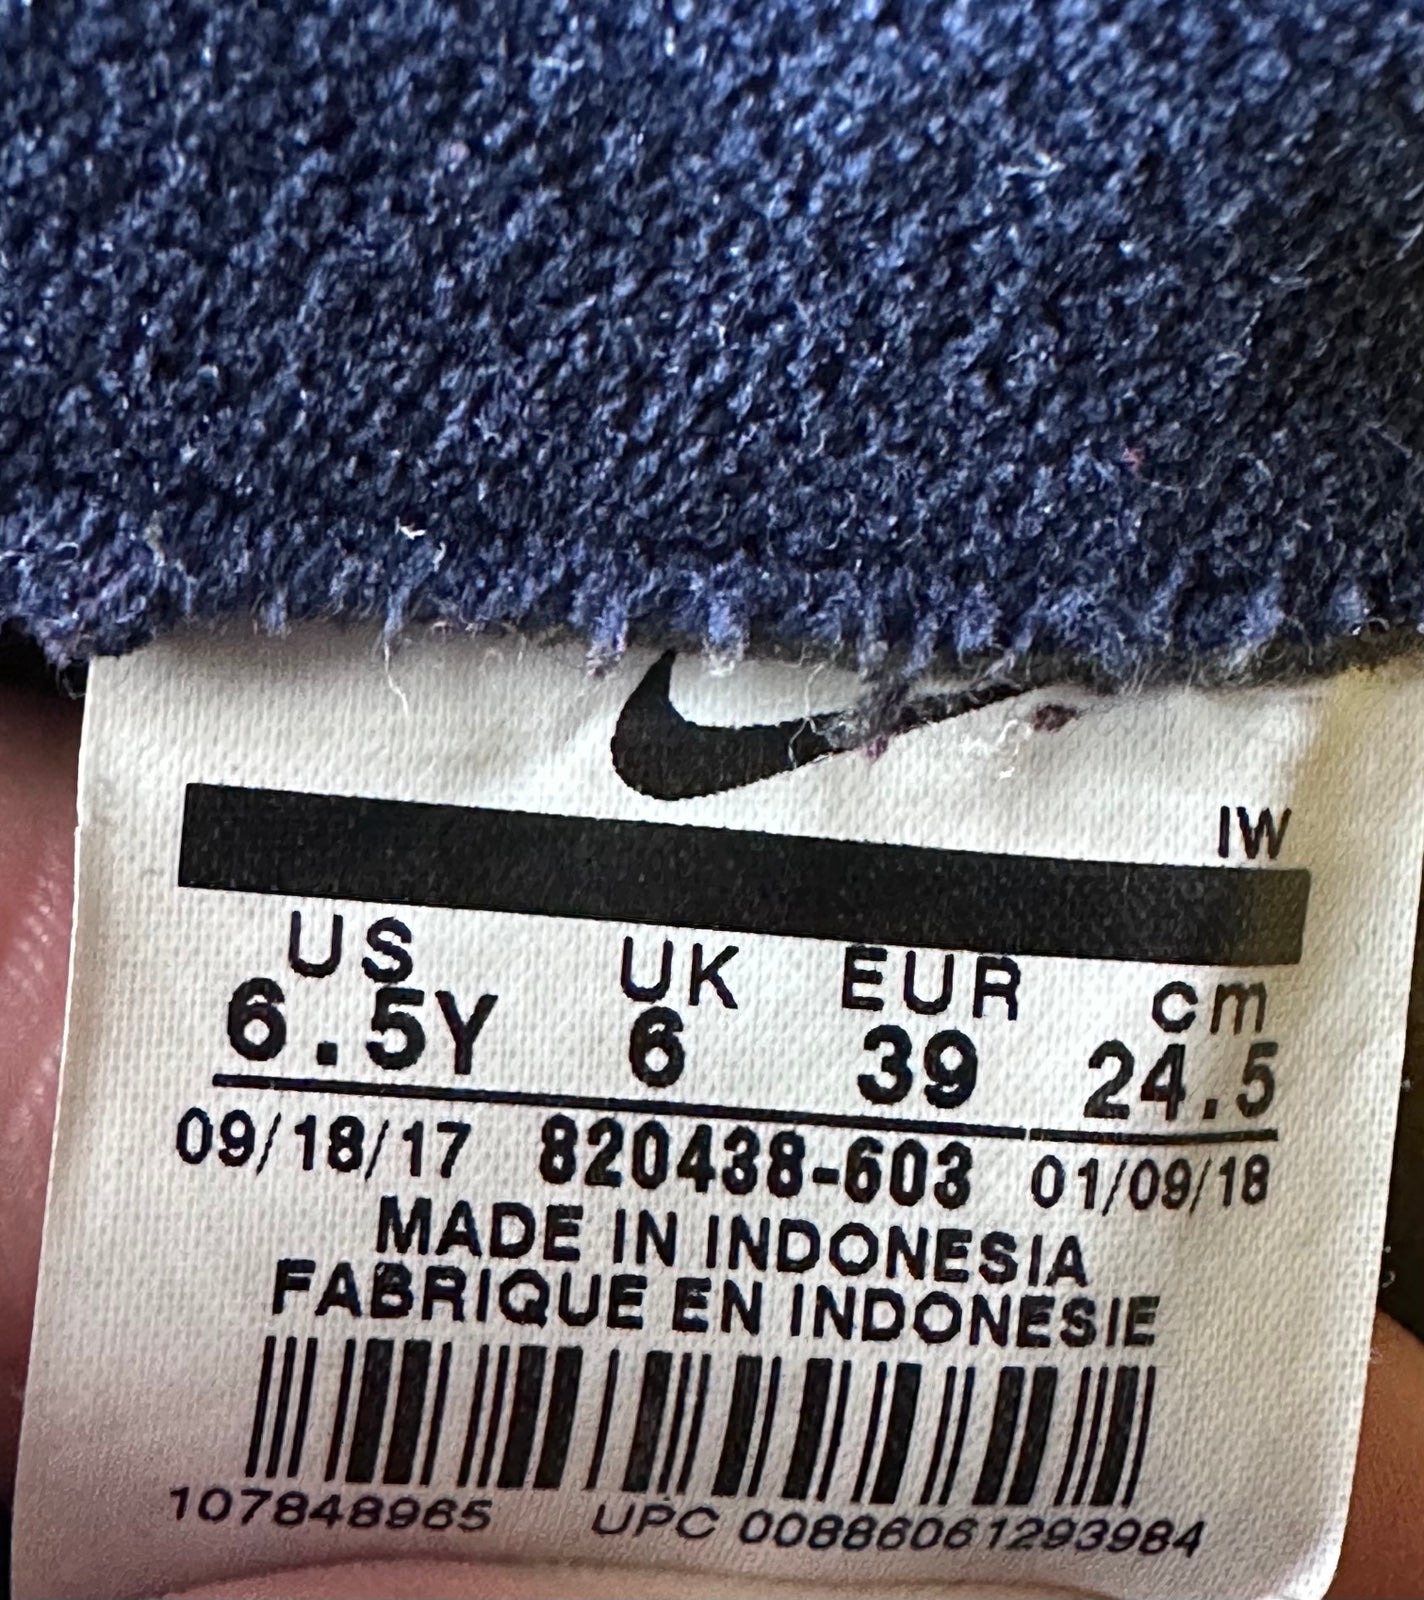 IW
US UK EUR cm
6.5Y 6 39 24.5
09/18/17 820438-603 01/09/18
MADE IN INDONESIA
FABRIQUE EN INDONESIE
107848965 UPC 00886061293984